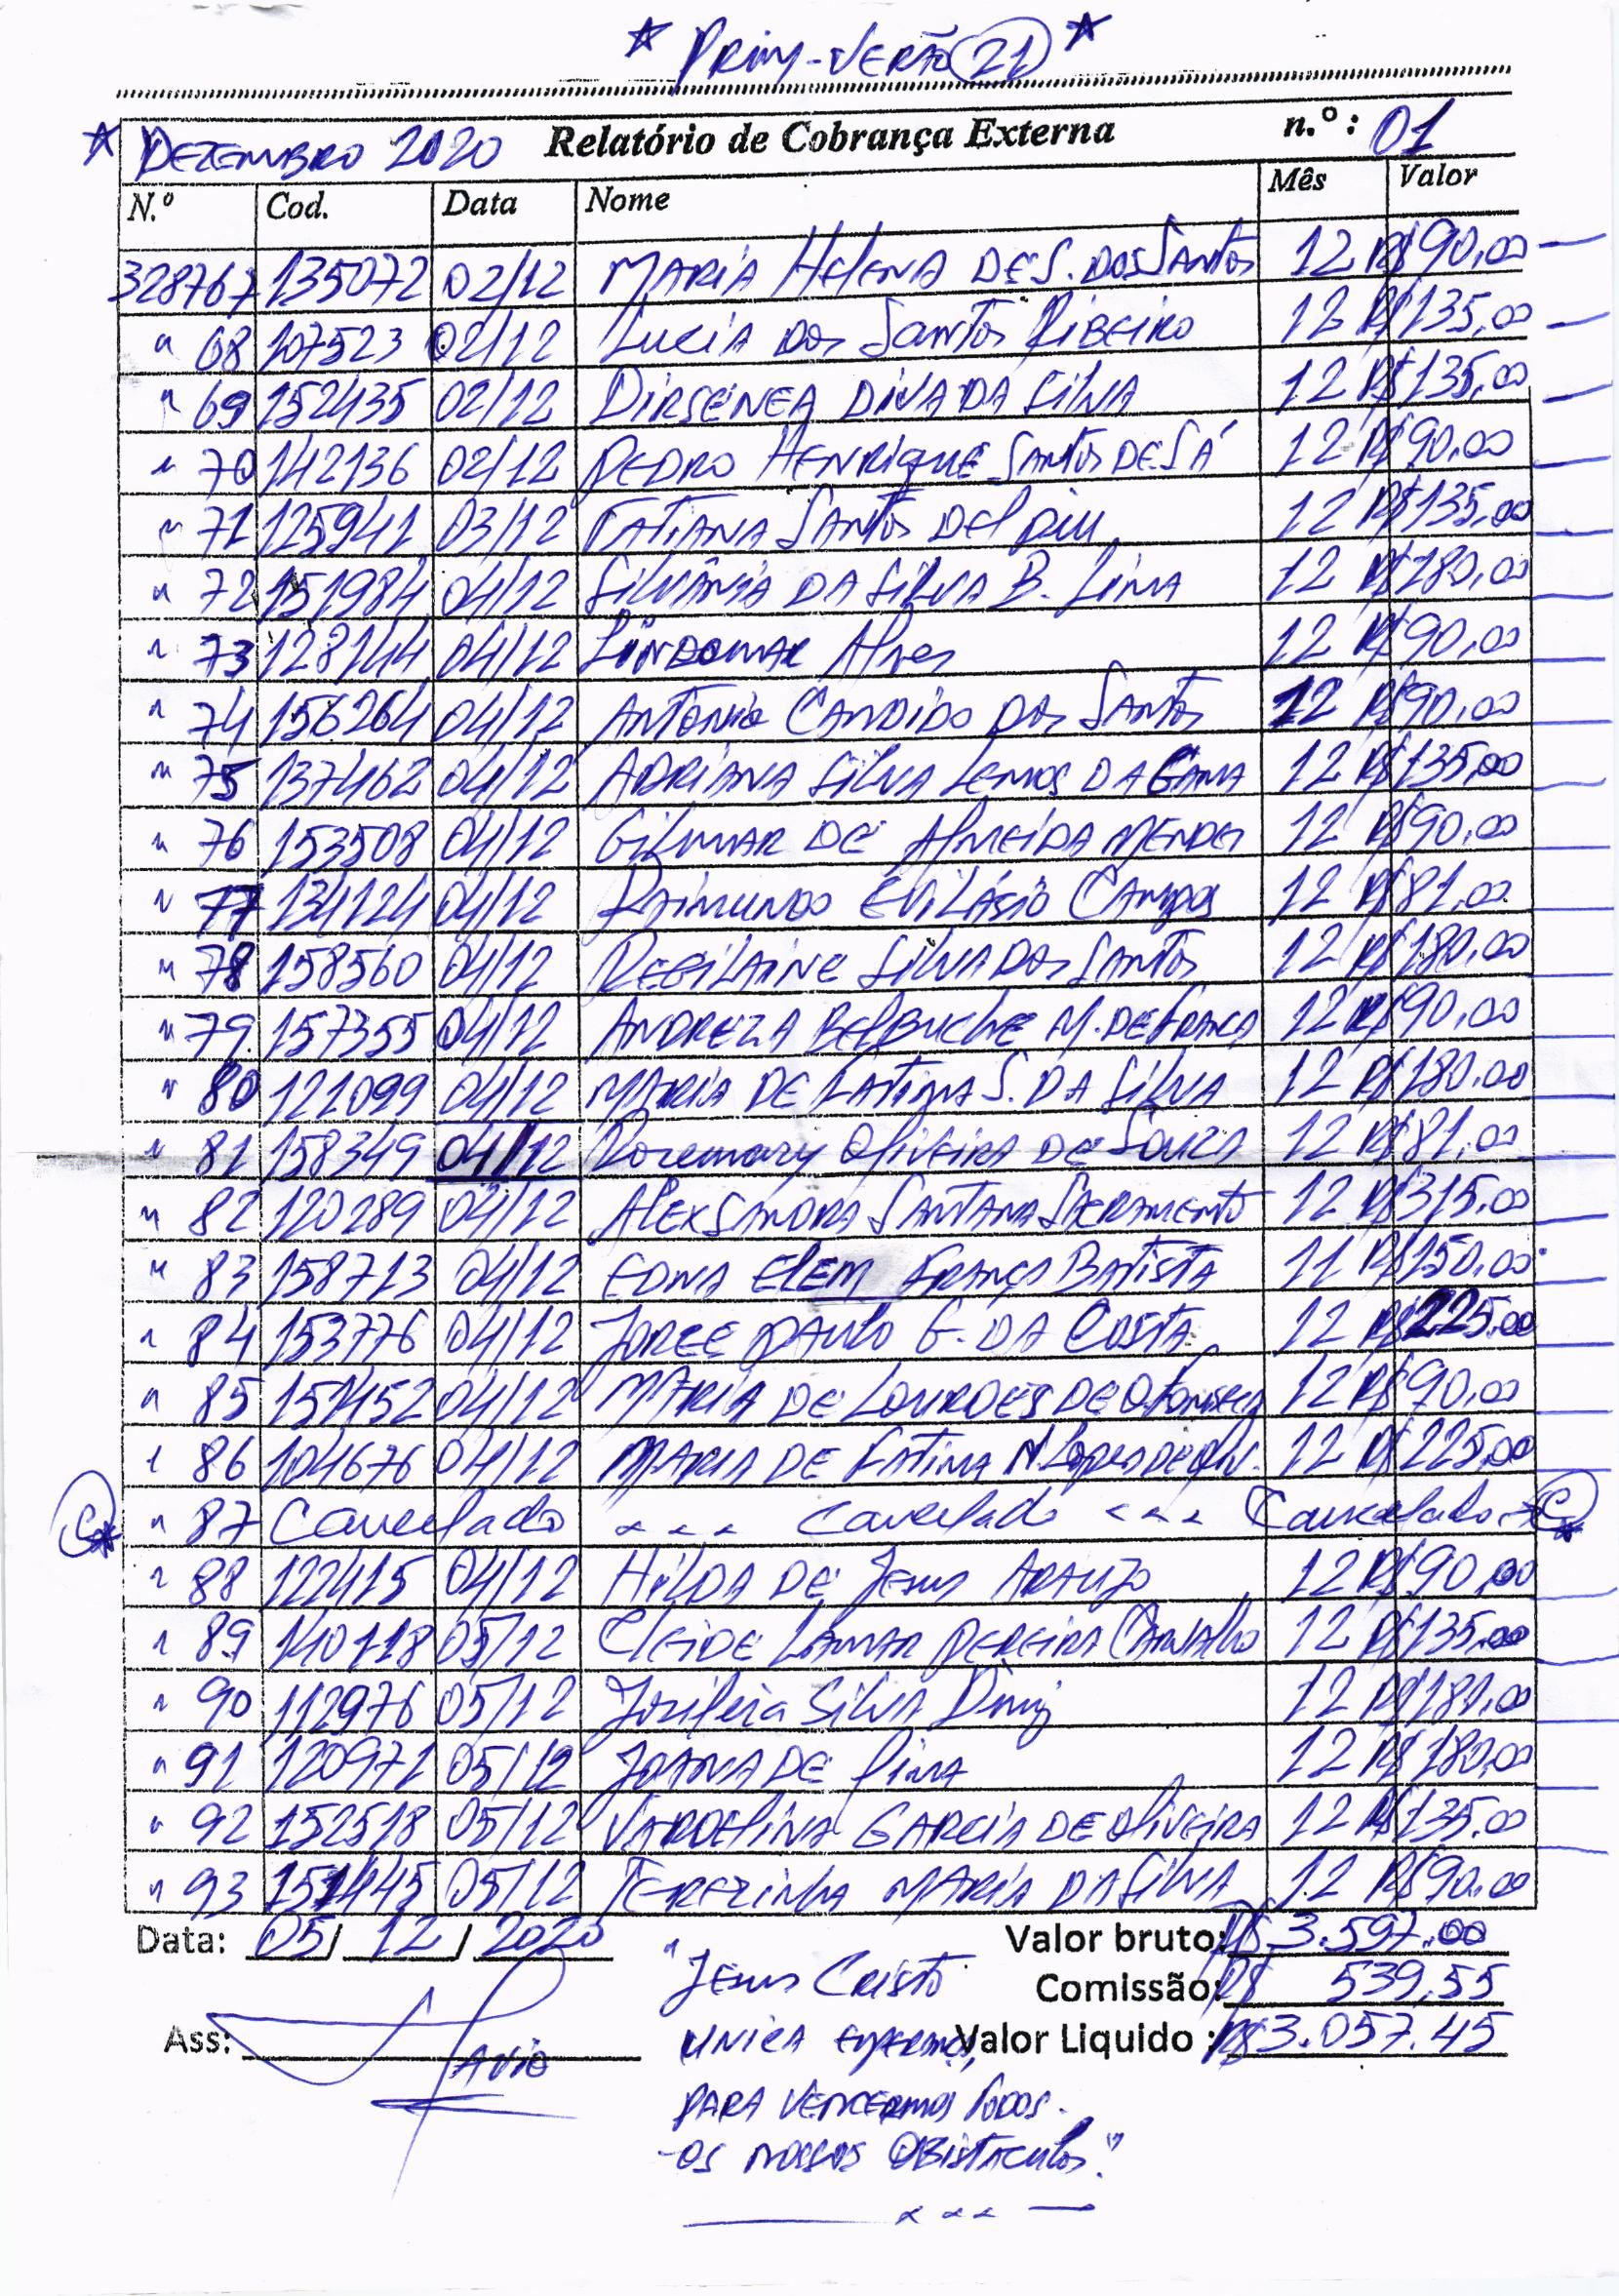 * PRIM-VERÃO 21 *
* DEZEMBRO 2020 Relatório de Cobrança Externa n.º: 01
N.º Cod. Data Nome Mês Valor
328767 135072 02/12 MARIA HELENA DE S. DOS SANTOS 12 R$ 90,00
" 68 107523 02/12 LUCIA DOS SANTOS RIBEIRO 12 R$ 135,00
" 69 152435 02/12 DIRSENEA DIVA DA SILVA 12 R$ 135,00
" 70 142136 02/12 PEDRO HENRIQUE SANTOS DE SÁ 12 R$ 90,00
" 71 125941 03/12 TATIANA SANTOS DEL 12 R$ 135,00
" 72 151984 04/12 SILVÂNIA DA SILVA B. LIMA 12 R$ 180,00
" 73 128144 04/12 LINDOMAR ALVES 12 R$ 90,00
" 74 156264 04/12 ANTONIO CANDIDO DOS SANTOS 12 R$ 90,00
" 75 137462 04/12 ADRIANA SILVA LEMOS DA GAMA 12 R$ 135,00
" 76 153508 04/12 GILMAR DE ALMEIDA MENDES 12 R$ 90,00
" 77 134124 04/12 RAIMUNDO EVILÁSIO CAMPOS 12 R$ 81,00
" 78 158560 04/12 REGILAINE SILVA DOS SANTOS 12 R$ 180,00
" 79 157355 04/12 ANDREZA BELBUCHE M. DE FRANCA 12 R$ 90,00
" 80 121099 04/12 MARIA DE FATIMA S. DA SILVA 12 R$ 180,00
" 81 158349 04/12 Rosemary OLIVEIRA DE SOUZA 12 R$ 81,00
" 82 120289 04/12 ALEXSANDRA SANTANA SACRAMENTO 12 R$ 315,00
" 83 158713 04/12 EDNA ELEM FRANÇA BATISTA 11 R$ 150,00
" 84 153776 04/12 JORGE PAULO G. DA COSTA 12 R$ 225,00
" 85 151452 04/12 MARIA DE LOURDES DE O. FONSECA 12 R$ 90,00
" 86 104676 04/12 MARIA DE FATIMA N. LOPES DE OLIV. 12 R$ 225,00
" 87 Cancelado Cancelado Cancelado
" 88 122415 04/12 HILDA DE JESUS ARAUJO 12 R$ 90,00
" 89 140118 05/12 CLEIDE LAMAR PEREIRA CARVALHO 12 R$ 135,00
" 90 112976 05/12 SILVA 12 R$ 180,00
" 91 120971 05/12 JOANA DE LIMA 12 R$ 180,00
" 92 152518 05/12 VARDELINA GARCIA DE OLIVEIRA 12 R$ 135,00
" 93 151445 05/12 TEREZINHA MARIA DA SILVA 12 R$ 90,00
Data: 05/ 12 / 2020 Valor bruto: R$ 3.597,00
Comissão: R$ 539,55
Ass: FAVIO Valor Liquido : R$ 3.057,45
"JESUS CRISTO
UNICA ESPERANÇA,
PARA VENCERMOS TODOS
OS NOSSOS OBISTACULOS."